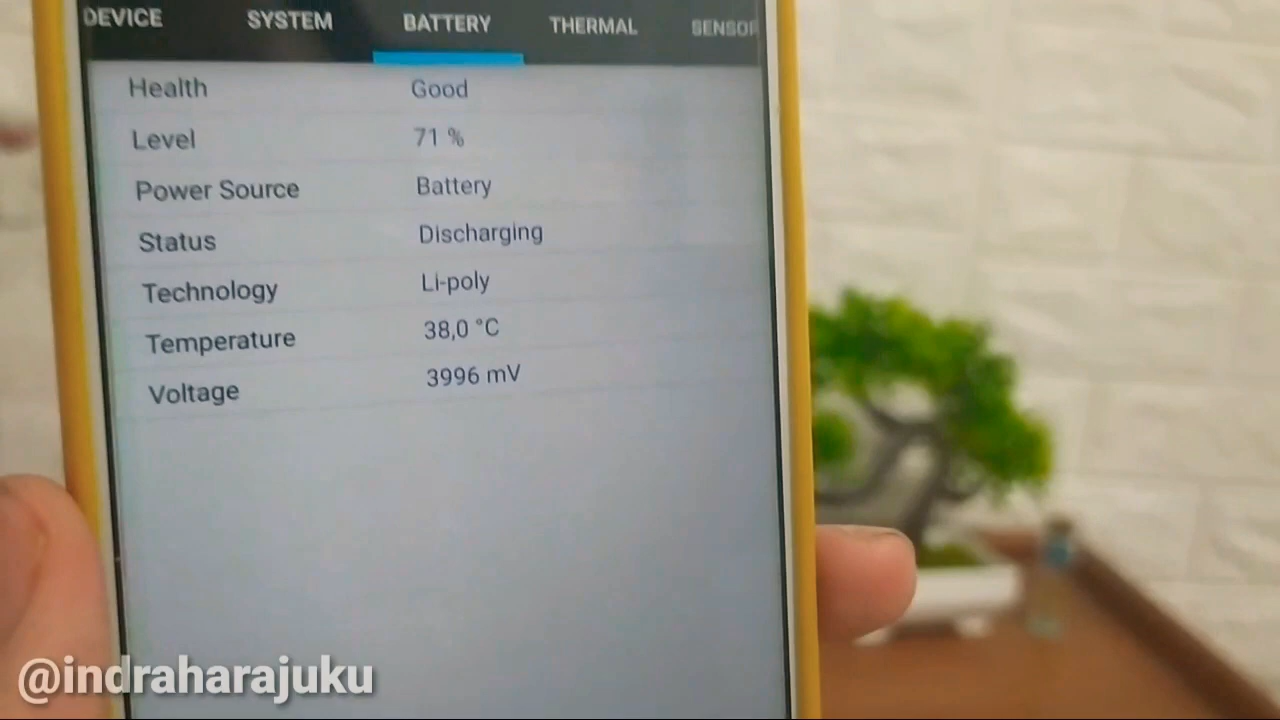 DEVICE SYSTEM BATTERY THERMAL SENSOR
Health Good
Level 71 %
Power Source Battery
Status Discharging
Technology Li-poly
Temperature 38,0 °C
Voltage 3996 mV
@indraharajuku